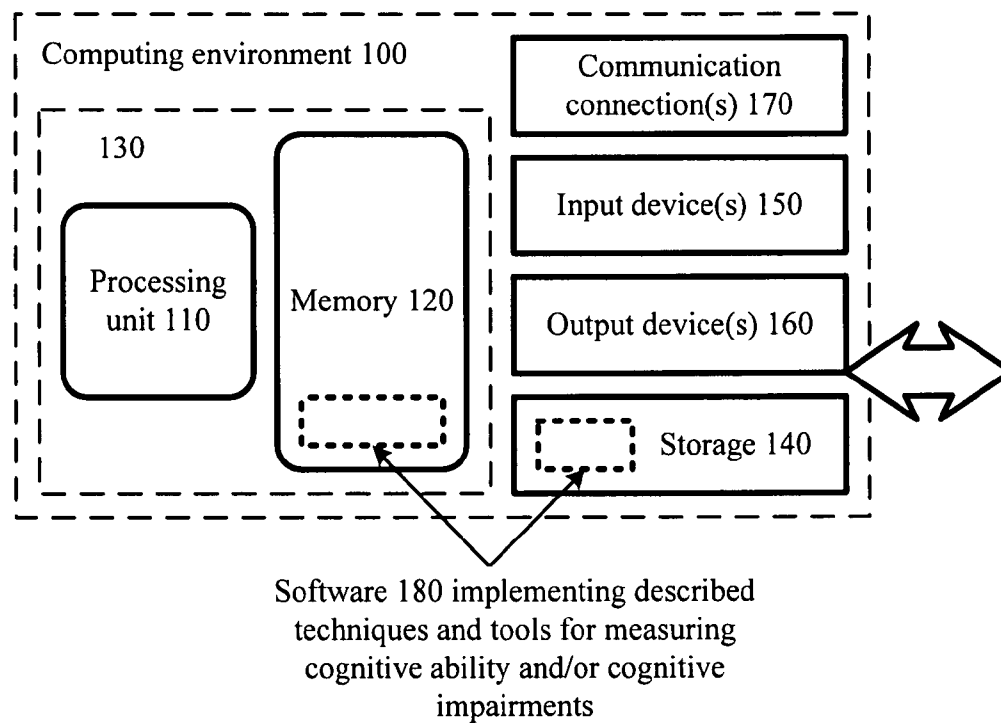 Computing environment 100
130
Processing
unit 110
Memory 120
Communication
connection(s) 170
Input device(s) 150
Output device(s) 160
Storage 140
Software 180 implementing described
techniques and tools for measuring
cognitive ability and/or cognitive
impairments